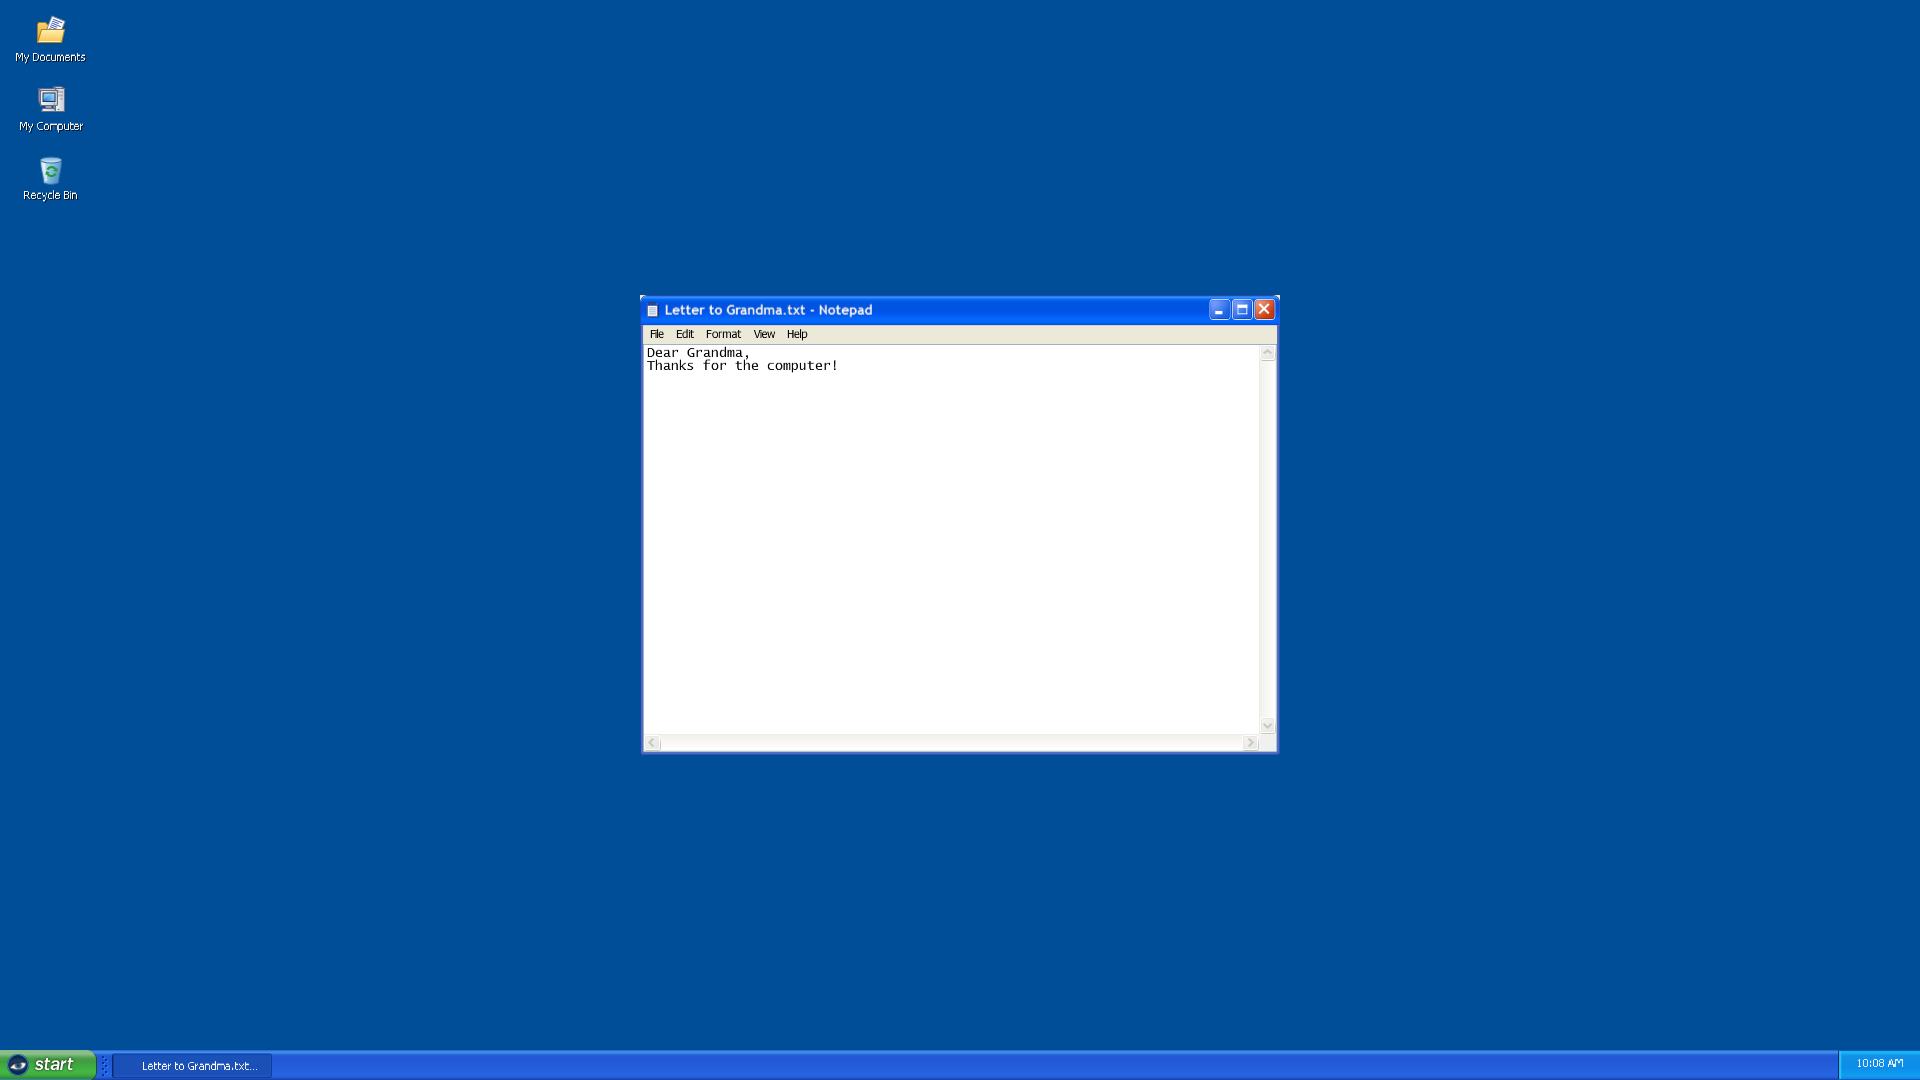 My Documents
My Computer
Recycle Bin
Letter to Grandma.txt - Notepad
File Edit Format View Help
Dear Grandma,
Thanks for the computer!
start
Letter to Grandma.txt...
10:08 AM